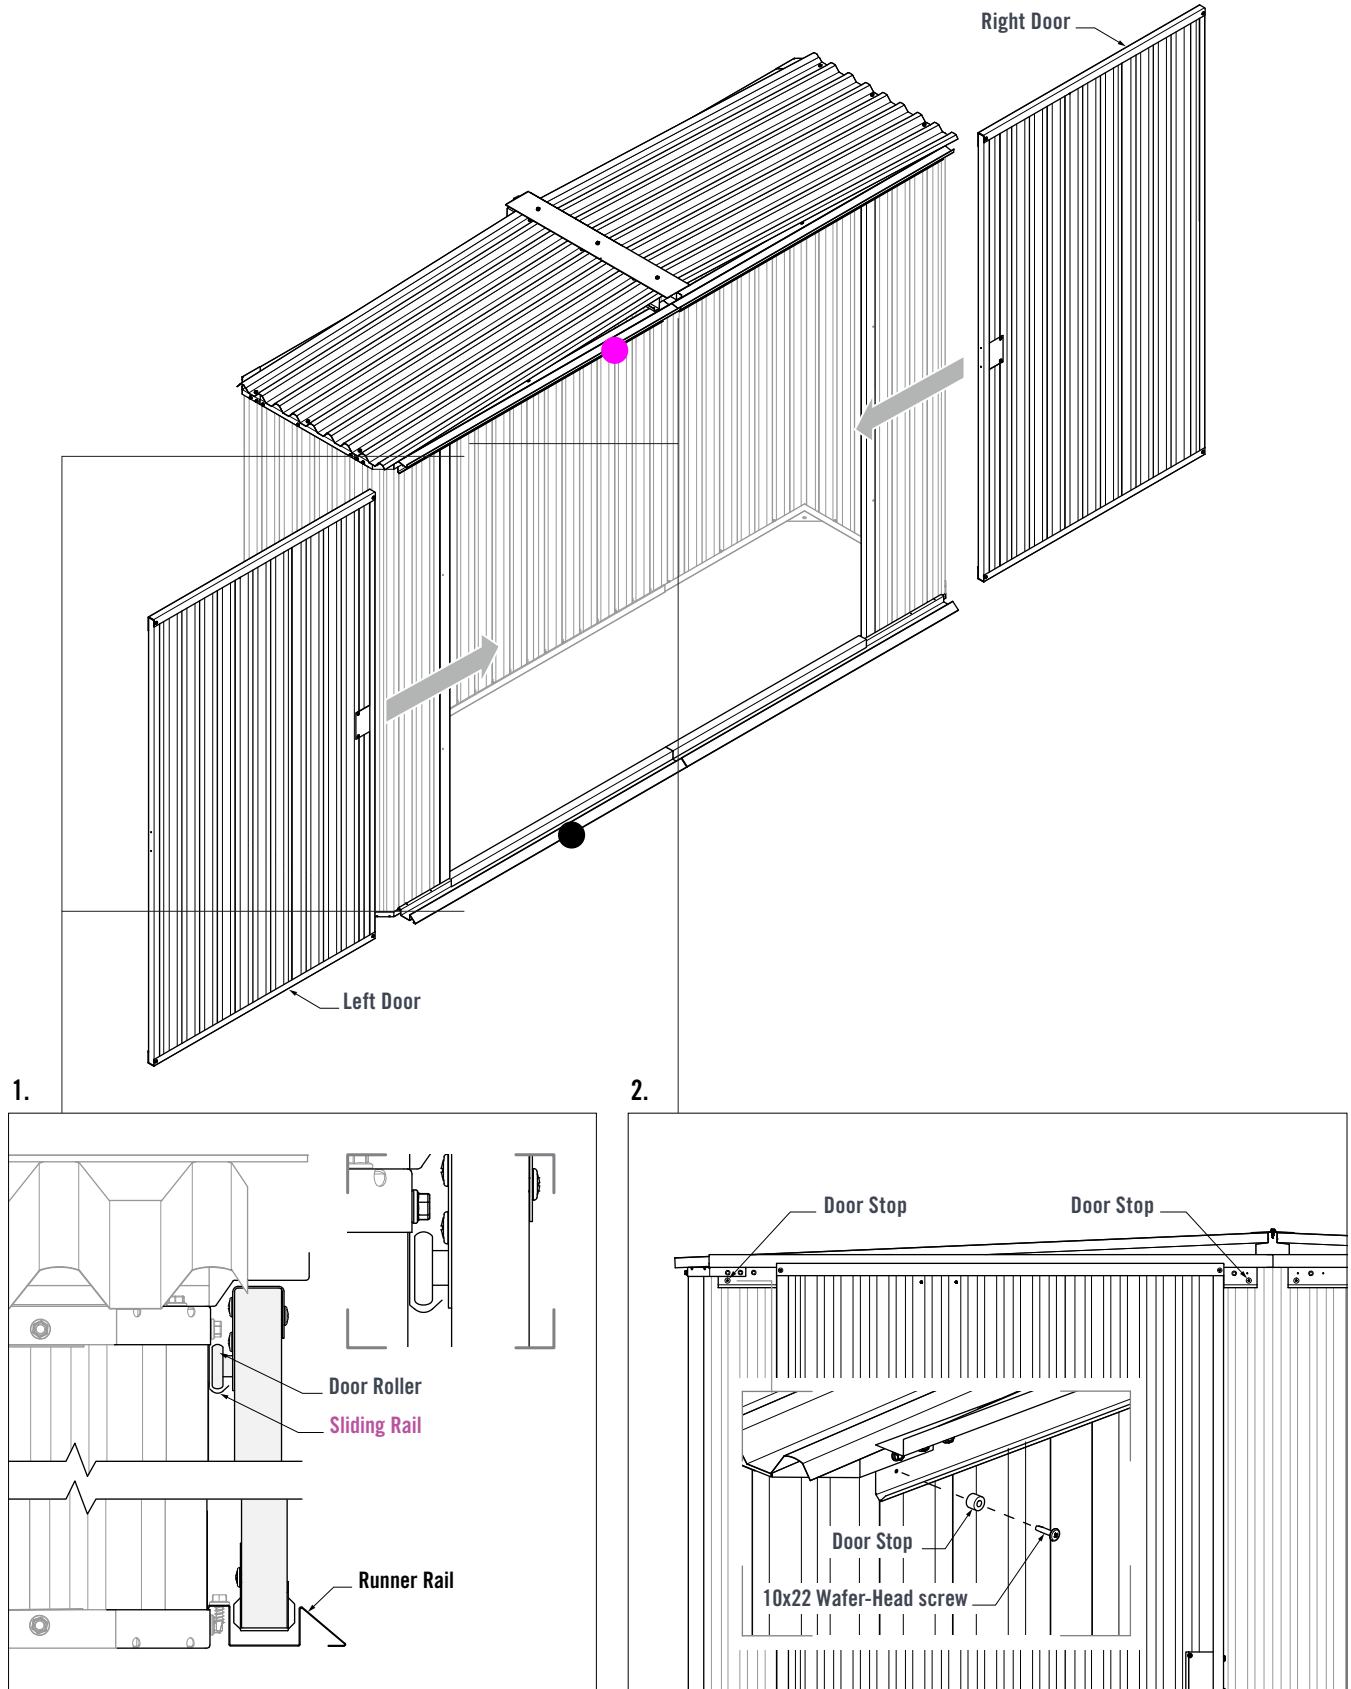 Right Door
Left Door
1.
2.
Door Stop
Door Stop
Door Roller
Sliding Rail
Door Stop
Runner Rail
10x22 Wafer-Head screw